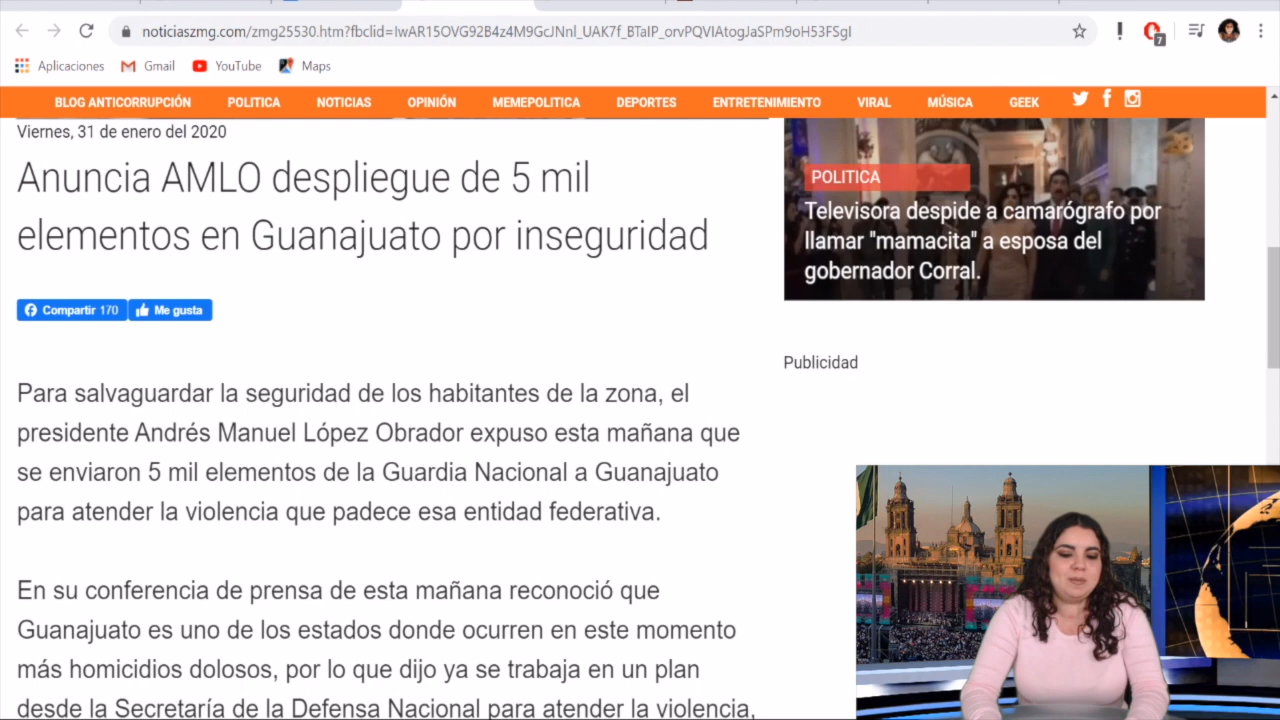 noticiaszmg.com/zmg25530.htm?fbclid=IwAR15OVG92B4z4M9GcJNnl_UAK7f_BTaIP_orvPQVIAtogJaSPm9oH53FSgI
7
Aplicaciones
Gmail
YouTube
Maps
BLOG ANTICORRUPCIÓN
POLITICA
NOTICIAS
OPINIÓN
MEMEPOLITICA
DEPORTES
ENTRETENIMIENTO
VIRAL
MÚSICA
GEEK
Viernes, 31 de enero del 2020
Anuncia AMLO despliegue de 5 mil
elementos en Guanajuato por inseguridad
Compartir 170
Me gusta
Para salvaguardar la seguridad de los habitantes de la zona, el
presidente Andrés Manuel López Obrador expuso esta mañana que
se enviaron 5 mil elementos de la Guardia Nacional a Guanajuato
para atender la violencia que padece esa entidad federativa.
En su conferencia de prensa de esta mañana reconoció que
Guanajuato es uno de los estados donde ocurren en este momento
más homicidios dolosos, por lo que dijo ya se trabaja en un plan
desde la Secretaría de la Defensa Nacional para atender la violencia,
POLITICA
Televisora despide a camarógrafo por
llamar "mamacita" a esposa del
gobernador Corral.
Publicidad